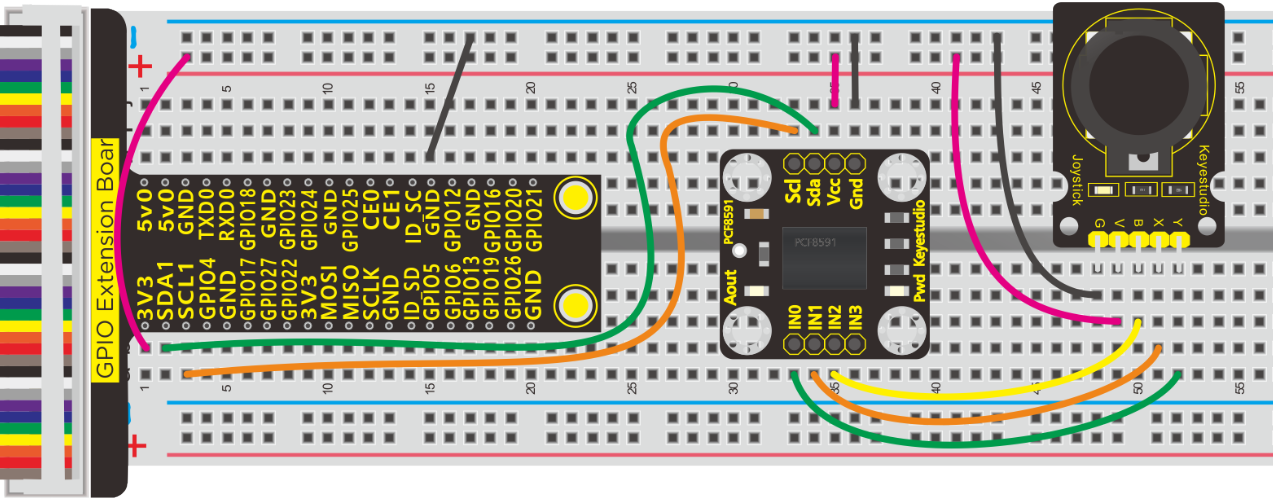 GPIO Extension Boar
-
+
1
5
10
15
20
25
30
45
55
5v0
5v0
GND
TXD0
RXD0
GPIO18
GND
GPIO23
GPIO24
GND
GPIO25
CE0
CE1
ID_SC
GND
GPIO12
GND
GPIO16
GPIO20
GPIO21
3V3
SDA1
SCL1
GPIO4
GND
GPIO17
GPIO27
GPIO22
3V3
MOSI
MISO
SCLK
GND
ID_SD
GPIO5
GPIO6
GPIO13
GPIO19
GPIO26
GND
Scl
Sda
Vcc
Gnd
PCF8591
PCF8591
Aout
Pwd
Keyestudio
IN0
IN1
IN2
IN3
Joystick
Keyestudio
G
V
B
X
Y
1
5
10
15
20
25
30
35
40
45
50
55
+